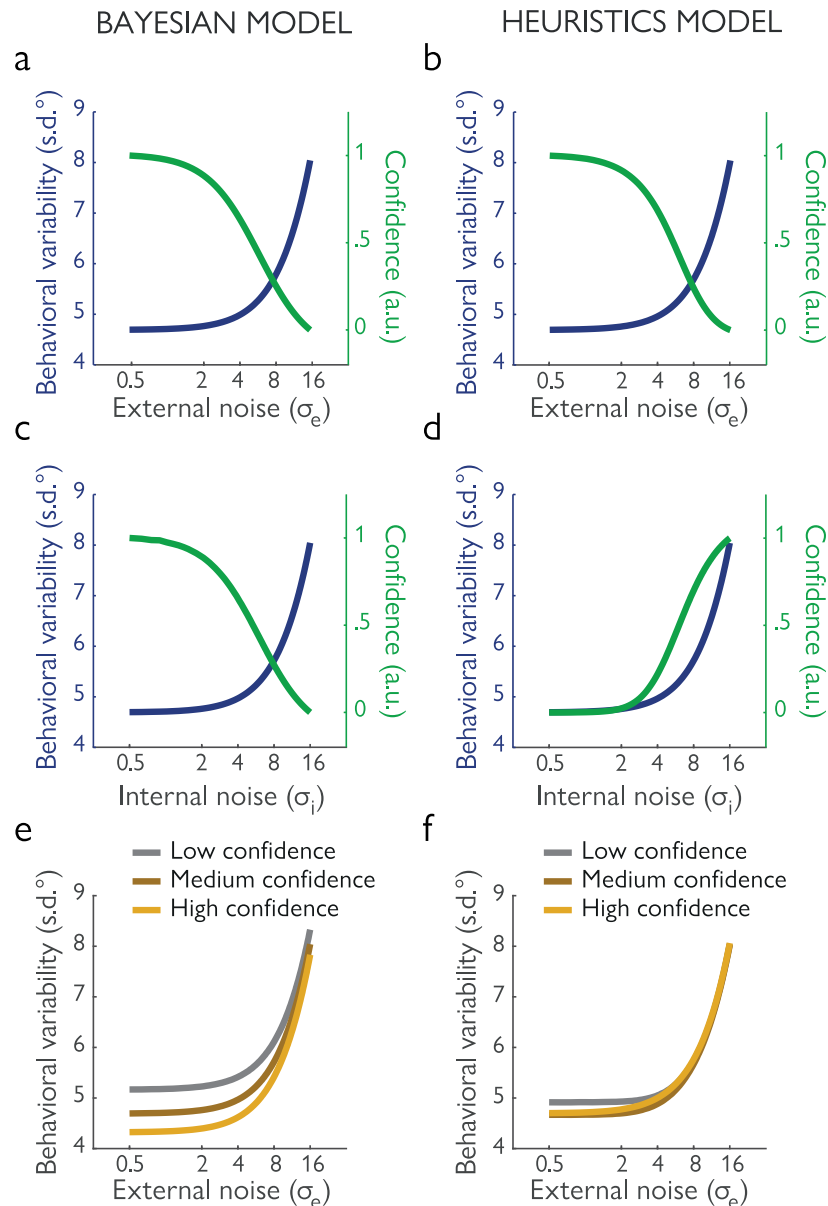 BAYESIAN MODEL
HEURISTICS MODEL
a
Behavioral variability (s.d.°)
9
8
7
6
5
4
1
.5
0
Confidence (a.u.)
0.5 2 4 8 16
External noise (σe)
b
Behavioral variability (s.d.°)
9
8
7
6
5
4
1
.5
0
Confidence (a.u.)
0.5 2 4 8 16
External noise (σe)
c
Behavioral variability (s.d.°)
9
8
7
6
5
4
1
.5
0
Confidence (a.u.)
0.5 2 4 8 16
Internal noise (σi)
d
Behavioral variability (s.d.°)
9
8
7
6
5
4
1
.5
0
Confidence (a.u.)
0.5 2 4 8 16
Internal noise (σi)
e
Low confidence
Medium confidence
High confidence
Behavioral variability (s.d.°)
9
8
7
6
5
4
0.5 2 4 8 16
External noise (σe)
f
Low confidence
Medium confidence
High confidence
Behavioral variability (s.d.°)
9
8
7
6
5
4
0.5 2 4 8 16
External noise (σe)